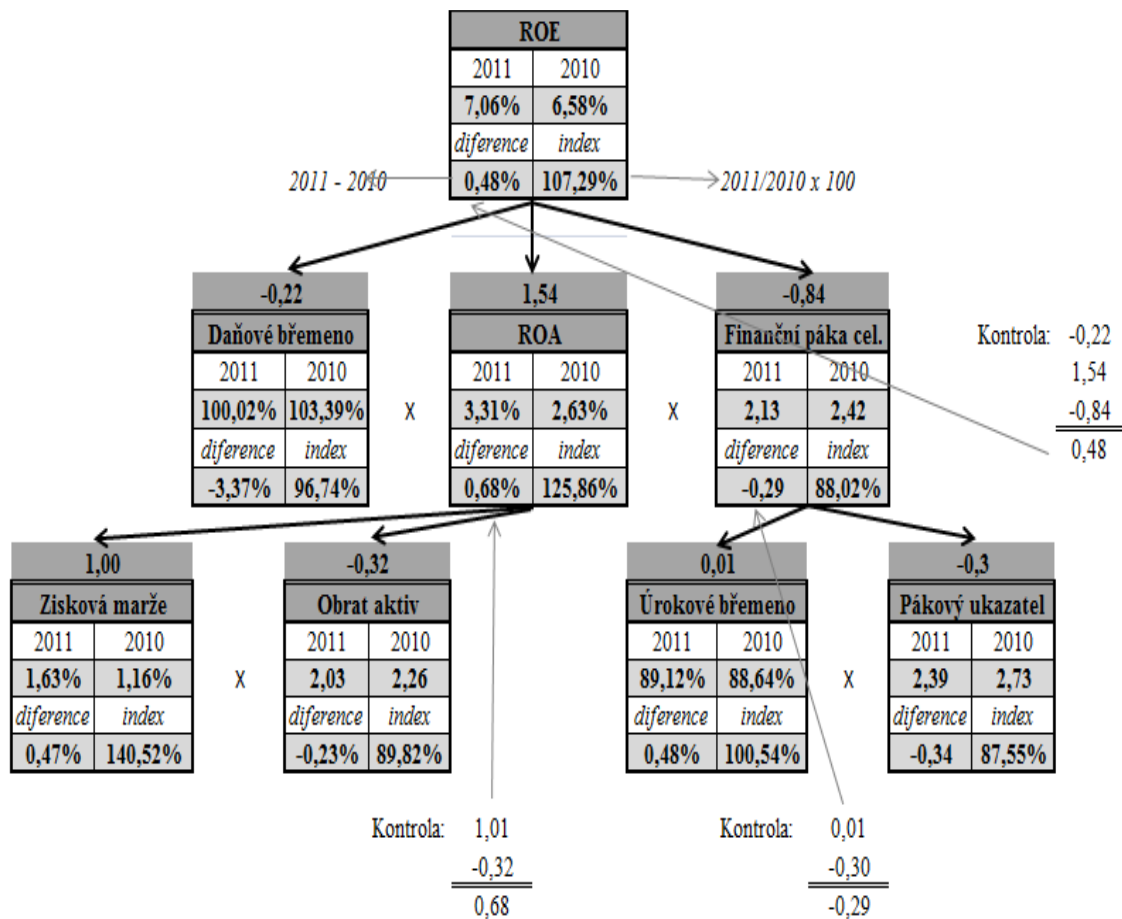 ROE
2011 2010
7,06% 6,58%
diference index
2011 - 2010 0,48% 107,29% 2011/2010 x 100
-0,22 1,54 -0,84
Daňové břemeno ROA Finanční páka cel. Kontrola: -0,22
2011 2010 2011 2010 2011 2010 1,54
100,02% 103,39% X 3,31% 2,63% X 2,13 2,42 -0,84
diference index diference index diference index 0,48
-3,37% 96,74% 0,68% 125,86% -0,29 88,02%
1,00 -0,32 0,01 -0,3
Zisková marže Obrat aktiv Úrokové břemeno Pákový ukazatel
2011 2010 2011 2010 2011 2010 2011 2010
1,63% 1,16% X 2,03 2,26 89,12% 88,64% X 2,39 2,73
diference index diference index diference index diference index
0,47% 140,52% -0,23% 89,82% 0,48% 100,54% -0,34 87,55%
Kontrola: 1,01 Kontrola: 0,01
-0,32 -0,30
0,68 -0,29